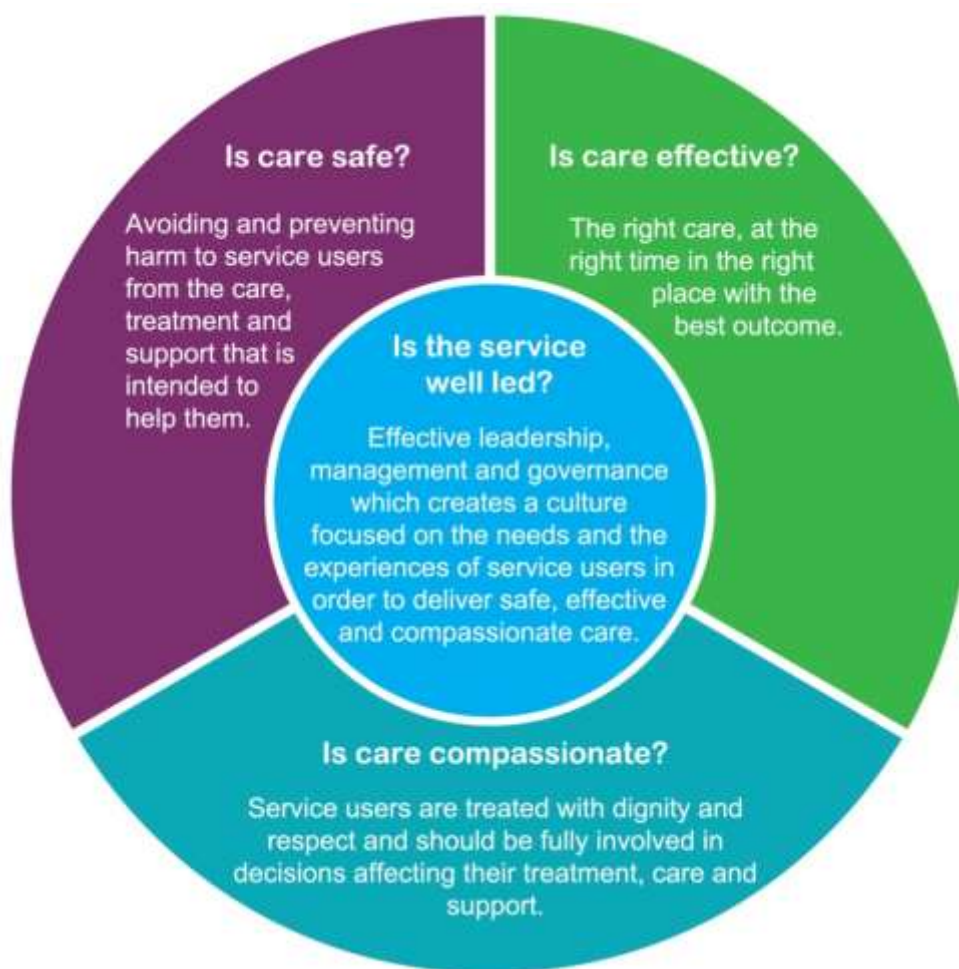 Is care safe?
Avoiding and preventing
harm to service users
from the care,
treatment and
support that is
intended to
help them.
Is care effective?
The right care, at the
right time in the right
place with the
best outcome.
Is the service
well led?
Effective leadership,
management and governance
which creates a culture
focused on the needs and the
experiences of service users in
order to deliver safe, effective
and compassionate care.
Is care compassionate?
Service users are treated with dignity and
respect and should be fully involved in
decisions affecting their treatment, care and
support.